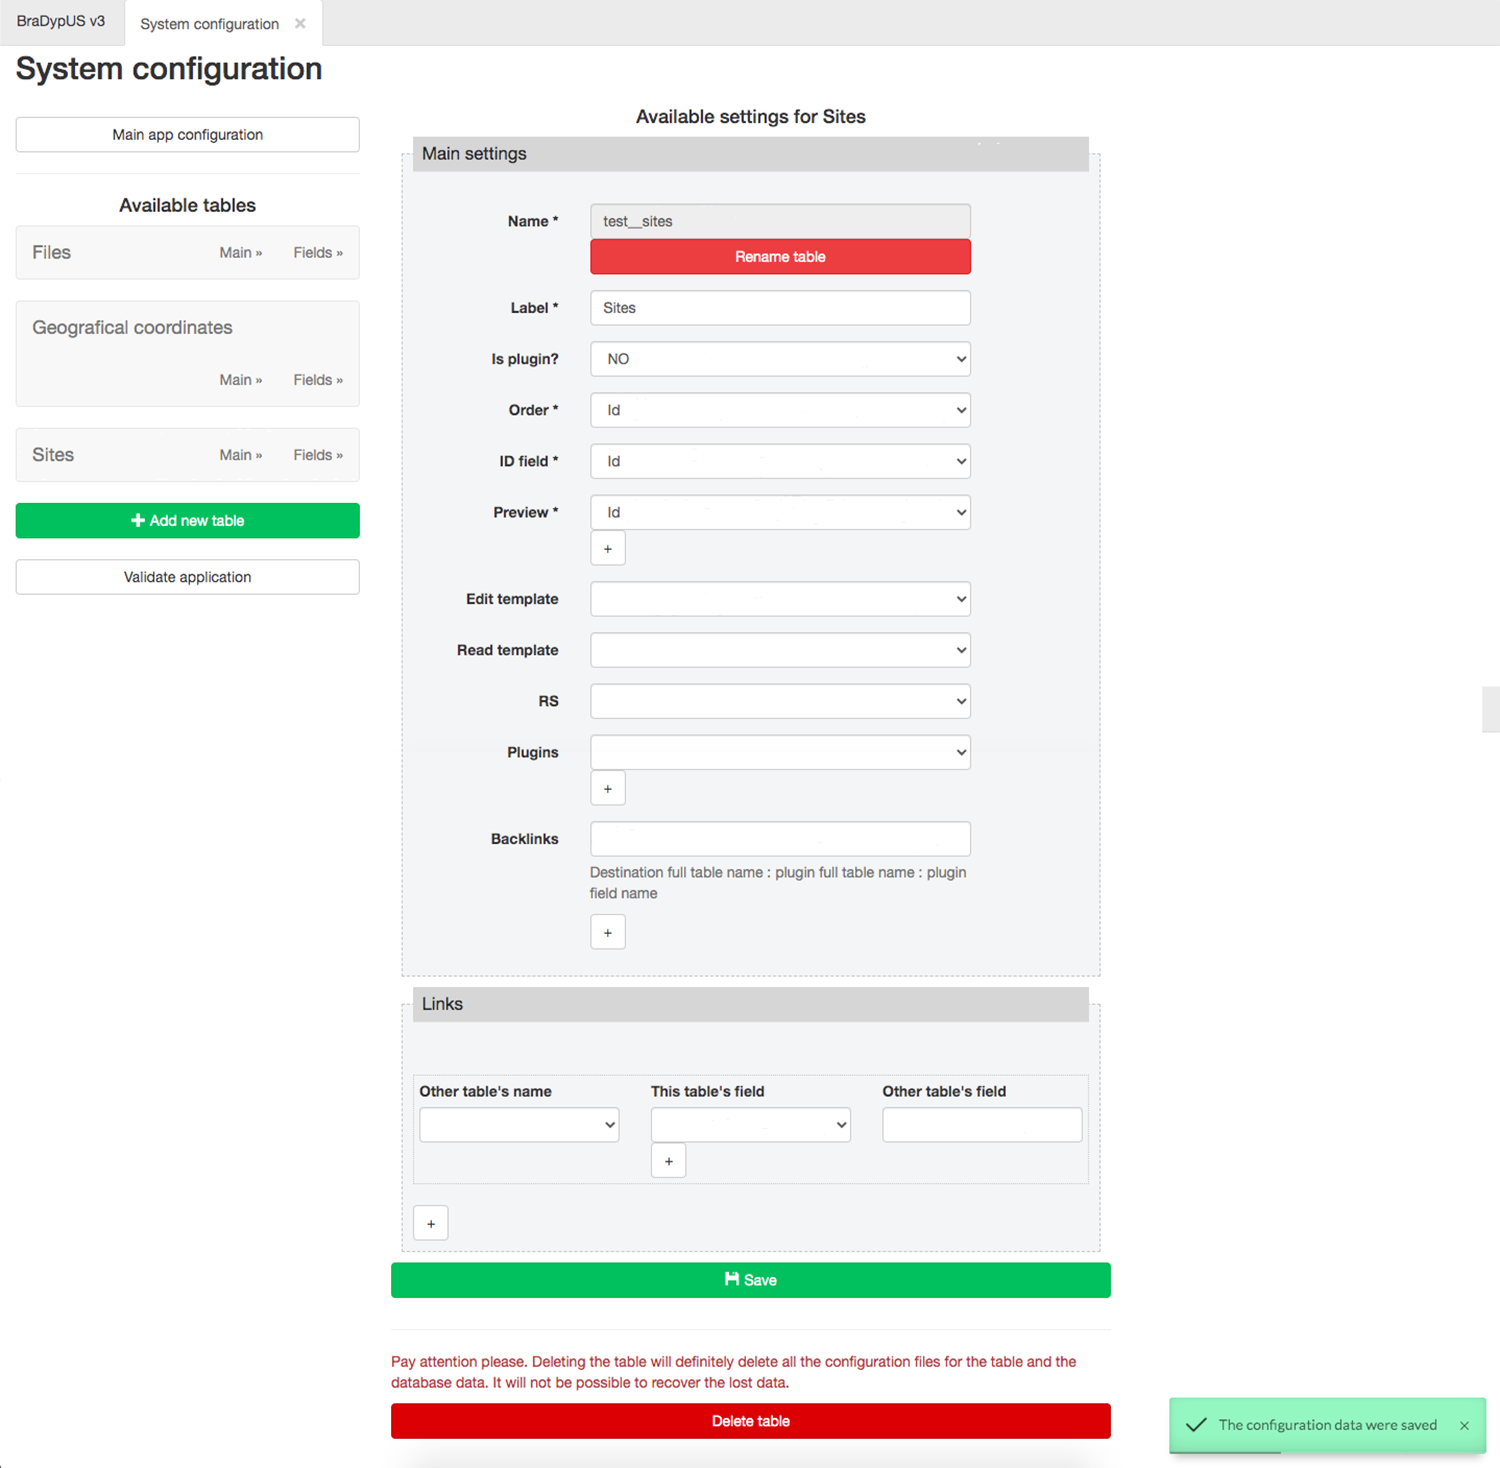 BraDypUS v3
System configuration ×
System configuration
Main app configuration
Available tables
Files Main » Fields »
Geografical coordinates
Main » Fields »
Sites Main » Fields »
+ Add new table
Validate application
Available settings for Sites
Main settings
Name * test__sites
Rename table
Label * Sites
Is plugin? NO
Order * Id
ID field * Id
Preview * Id
+
Edit template
Read template
RS
Plugins
+
Backlinks
Destination full table name : plugin full table name : plugin
field name
+
Links
Other table's name This table's field Other table's field
+
+
Save
Pay attention please. Deleting the table will definitely delete all the configuration files for the table and the
database data. It will not be possible to recover the lost data.
Delete table
The configuration data were saved ×